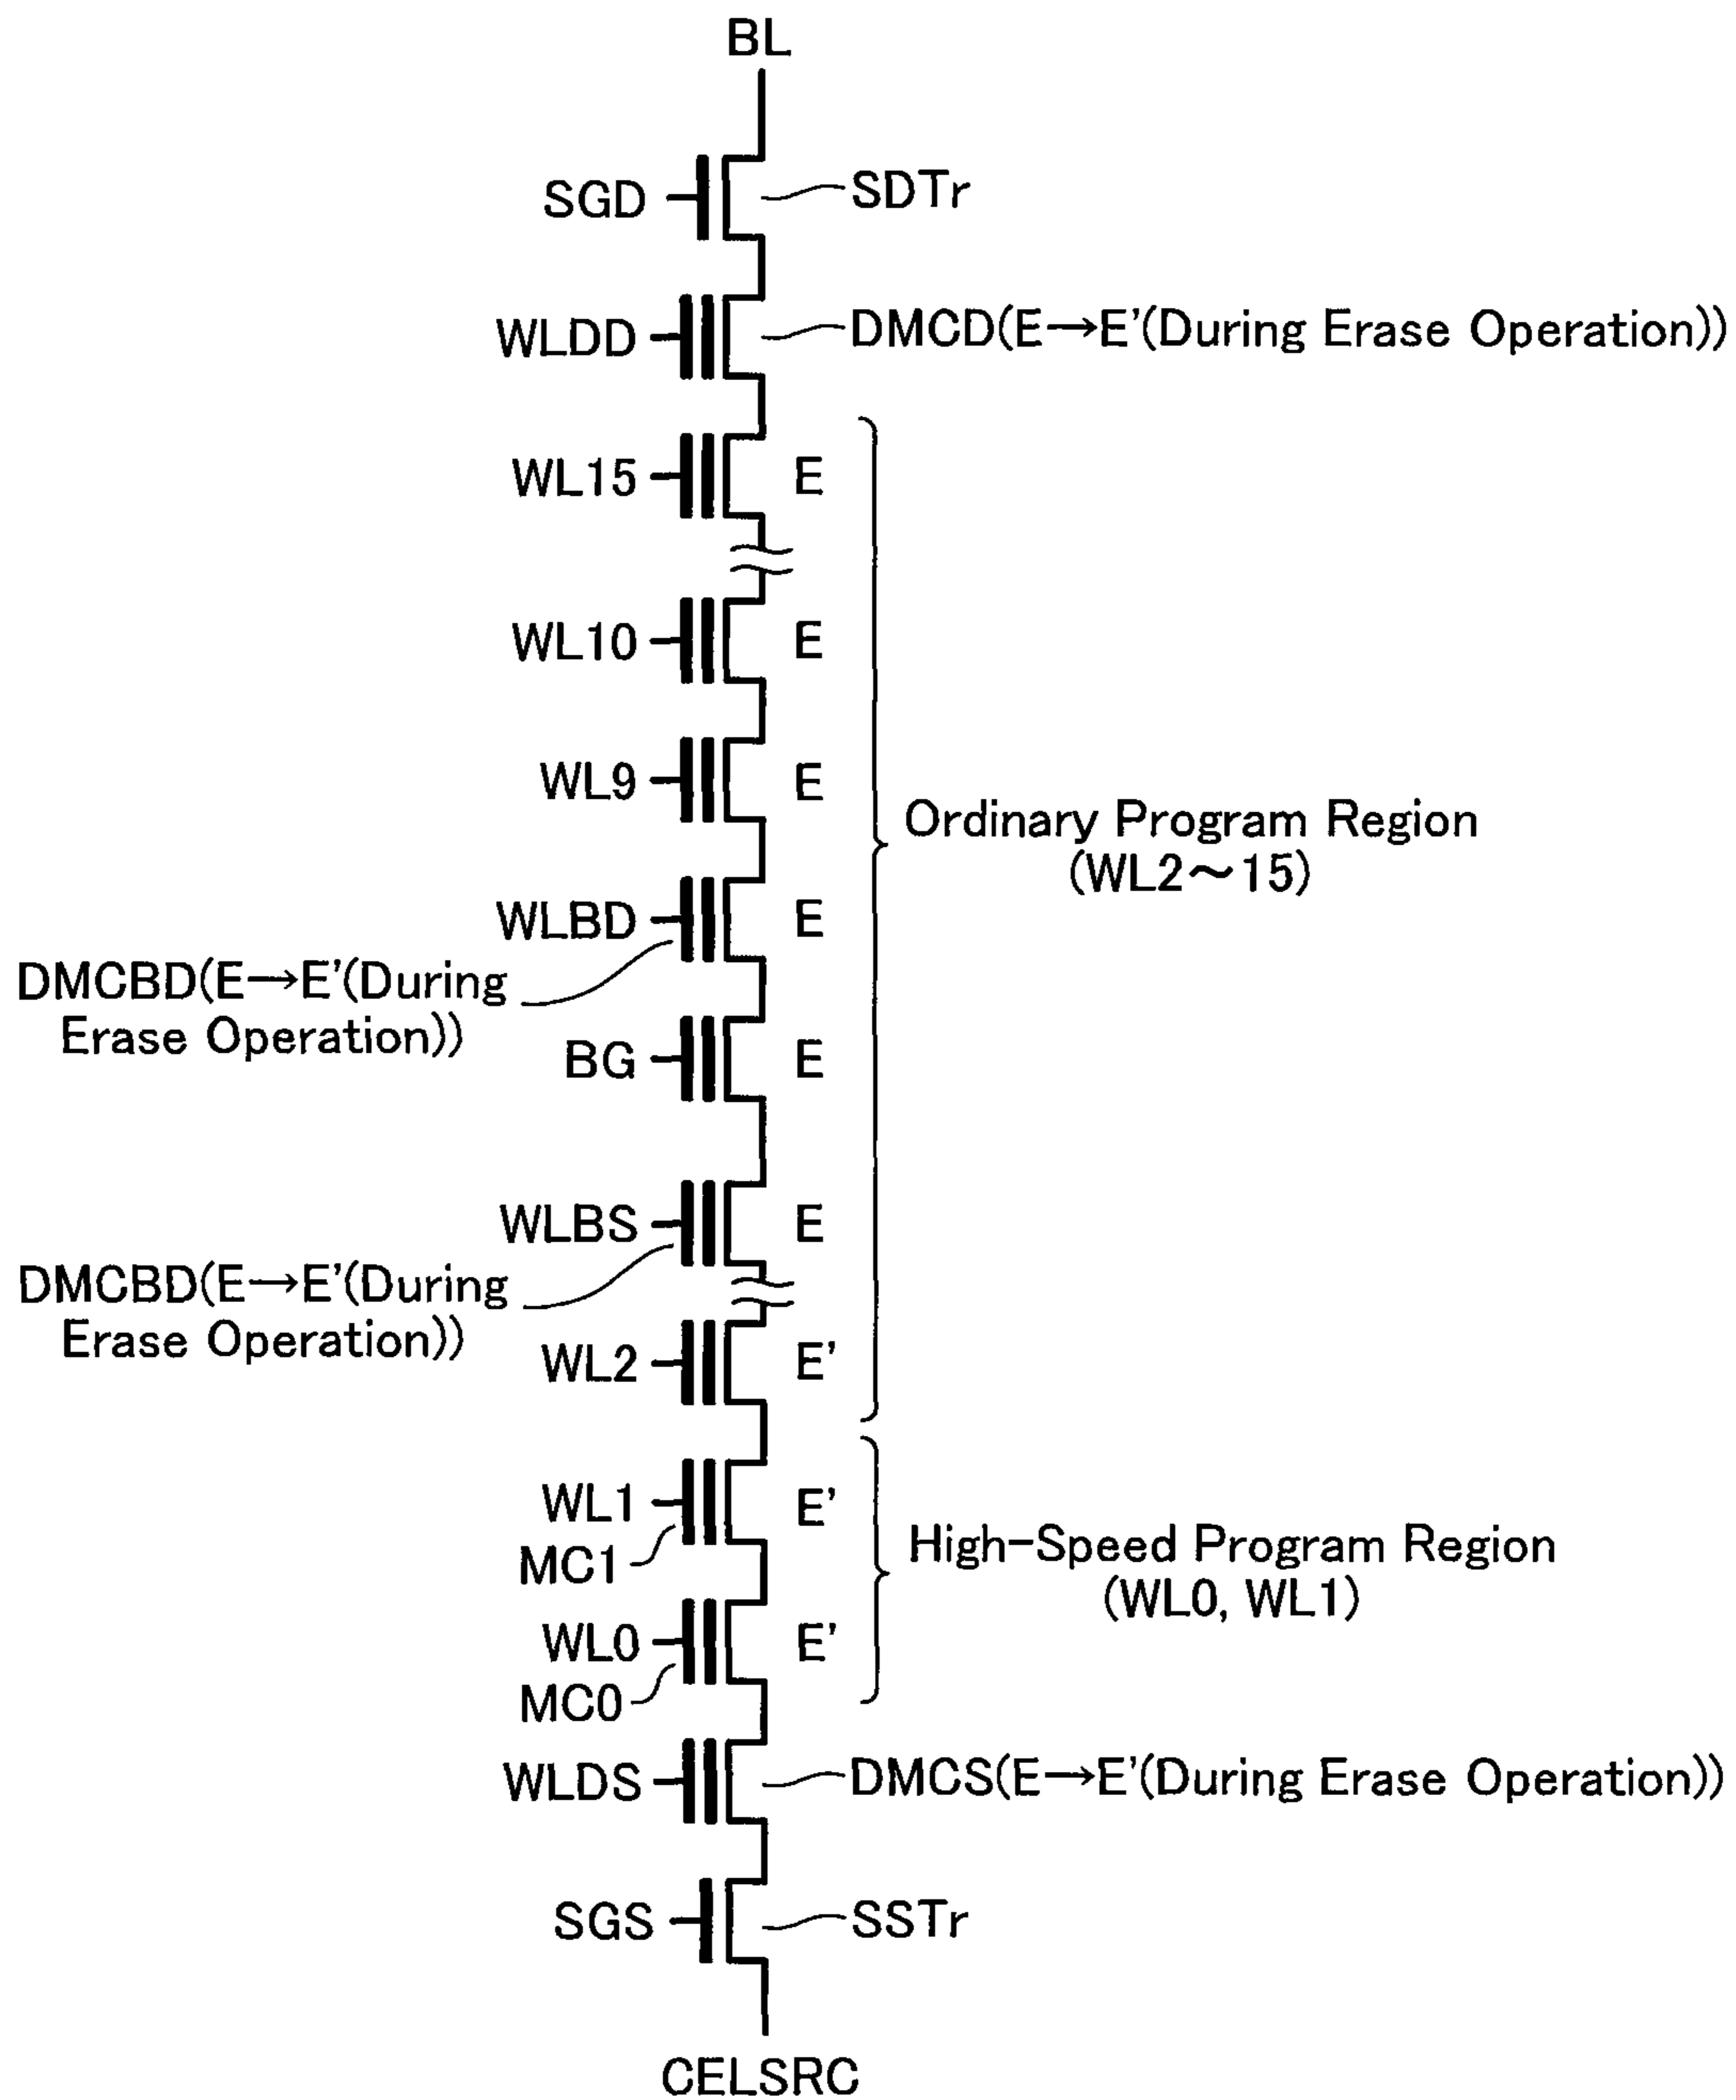 BL
SGD
SDTr
WLDD
DMCD(E→E'(During Erase Operation))
WL15
E
WL10
E
WL9
E
Ordinary Program Region
(WL2～15)
WLBD
E
DMCBD(E→E'(During
Erase Operation))
BG
E
WLBS
E
DMCBD(E→E'(During
Erase Operation))
WL2
E'
WL1
E'
MC1
High-Speed Program Region
(WL0, WL1)
WL0
E'
MC0
WLDS
DMCS(E→E'(During Erase Operation))
SGS
SSTr
CELSRC